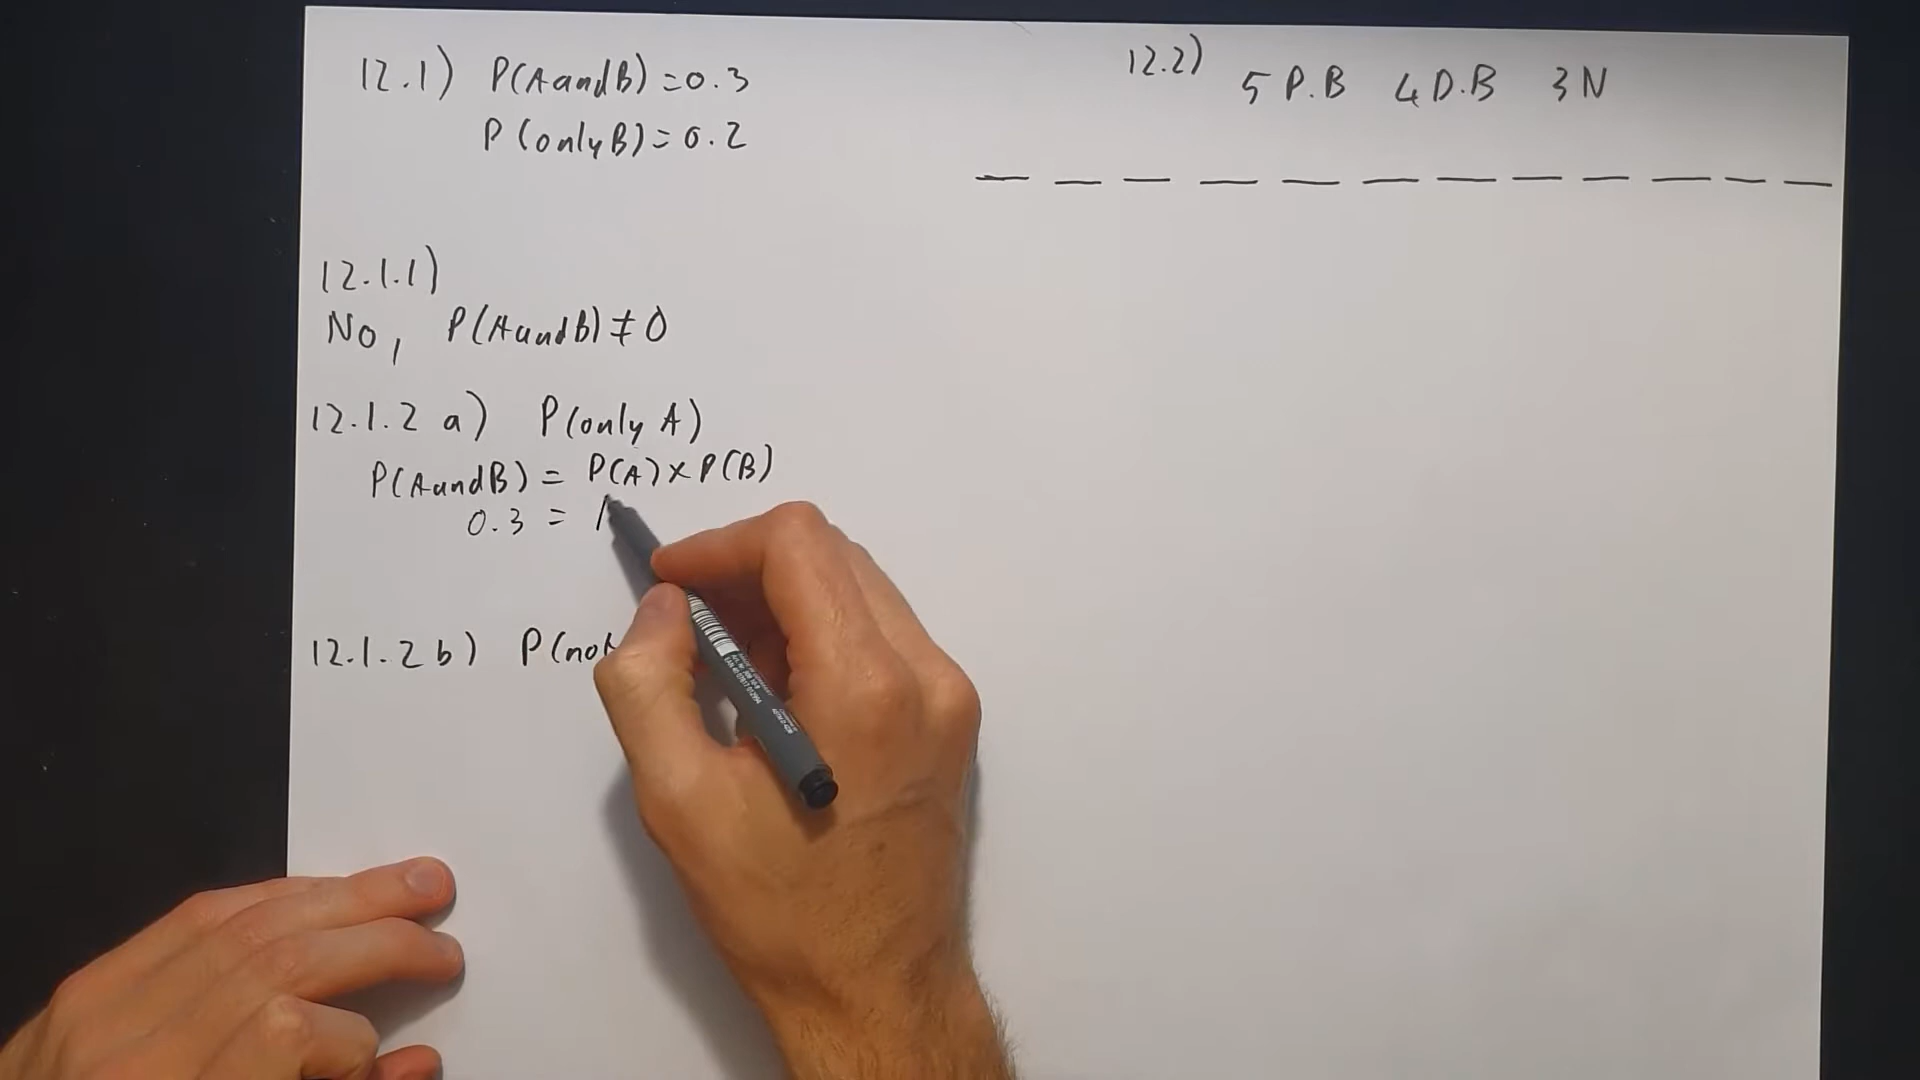 12.1) P(A and B) = 0.3
P(only B) = 0.2
12.1.1)
No, P(A and B) ≠ 0
12.1.2 a) P(only A)
P(A and B) = P(A) × P(B)
0.3 =
12.1.2 b) P(not
12.2) 5 P.B 4 D.B 3 N